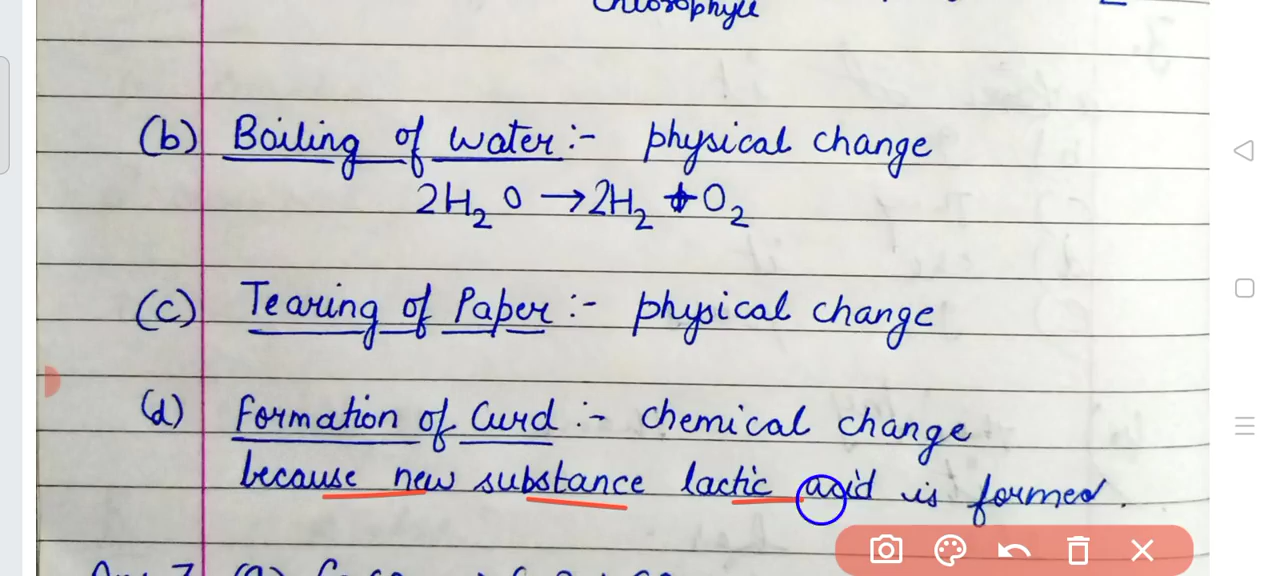 Chlorophyll
(b) Boiling of water :- physical change
2H₂O → 2H₂ + O₂
(c) Tearing of Paper :- physical change
(d) Formation of Curd :- chemical change
because new substance lactic acid is formed.